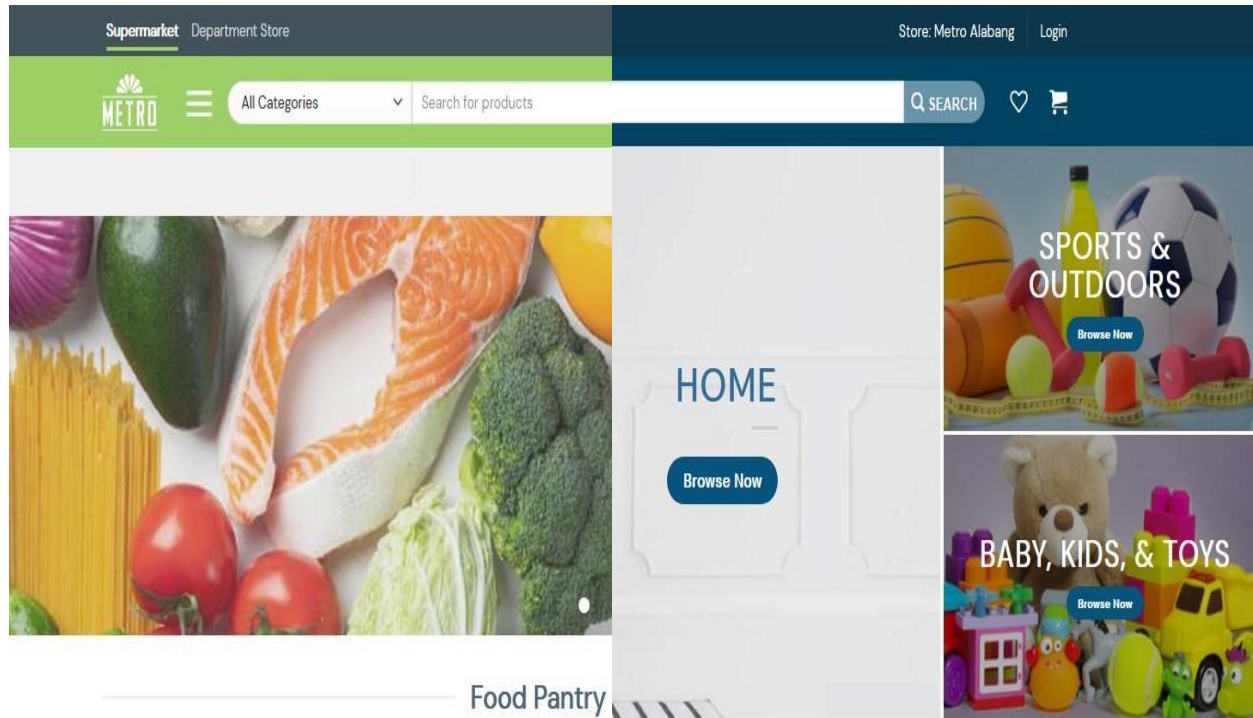 Supermarket Department Store
Store: Metro Alabang Login
METRO
All Categories
Search for products
SEARCH
SPORTS &
OUTDOORS
Browse Now
HOME
Browse Now
BABY, KIDS, & TOYS
Browse Now
Food Pantry